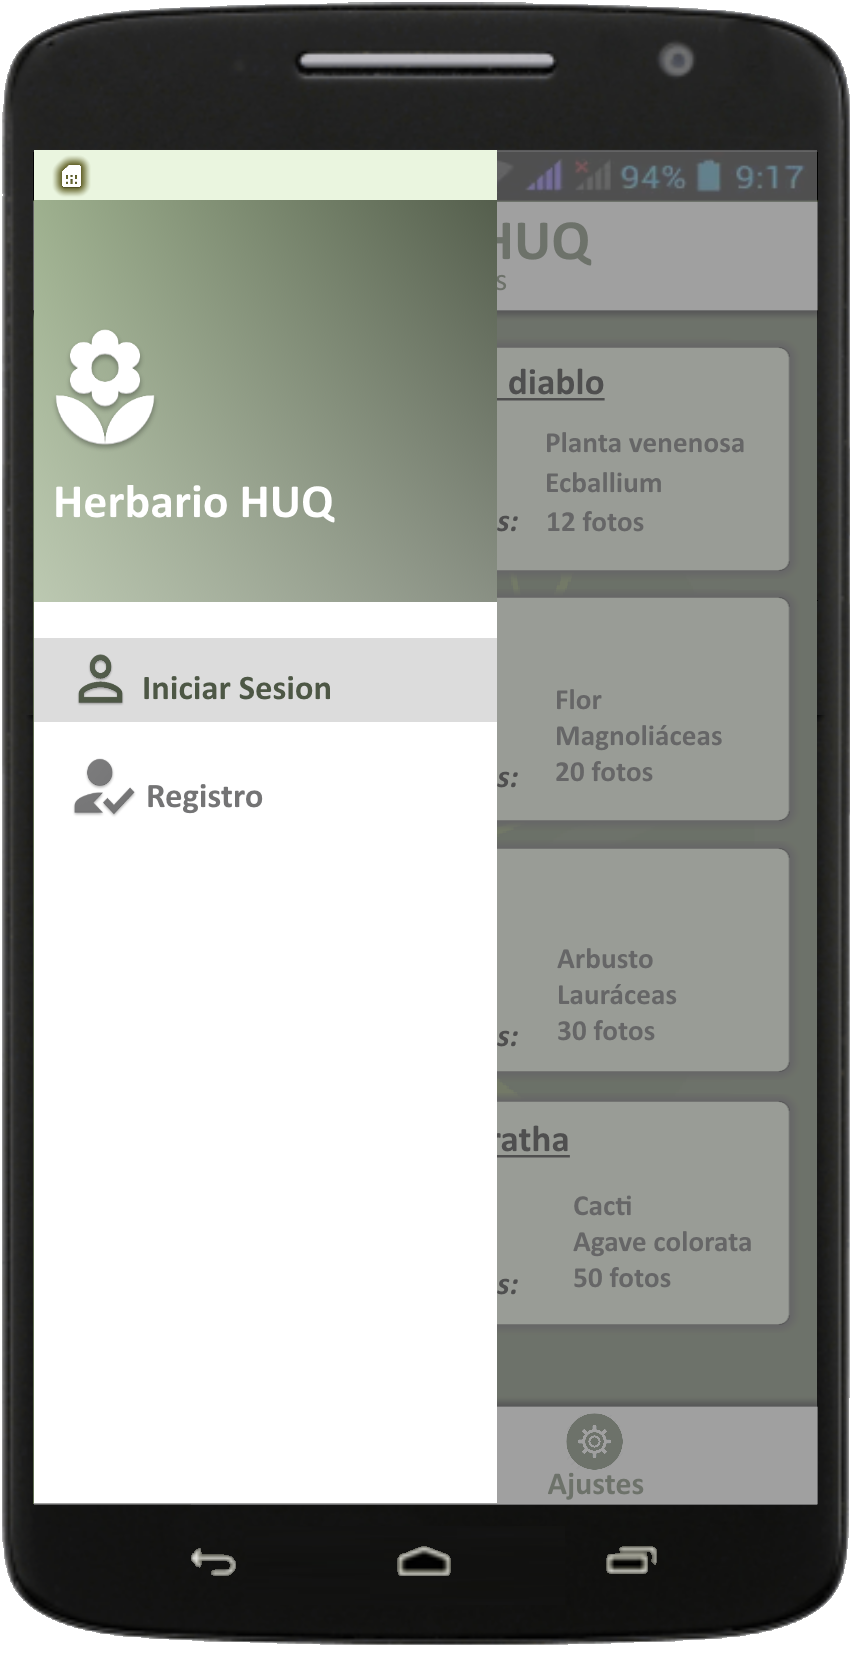 94% 9:17
HUQ
s
Herbario HUQ
Iniciar Sesion
Registro
diablo
Planta venenosa
Ecballium
s: 12 fotos
Flor
Magnoliáceas
s: 20 fotos
Arbusto
Lauráceas
s: 30 fotos
ratha
Cacti
Agave colorata
s: 50 fotos
Ajustes